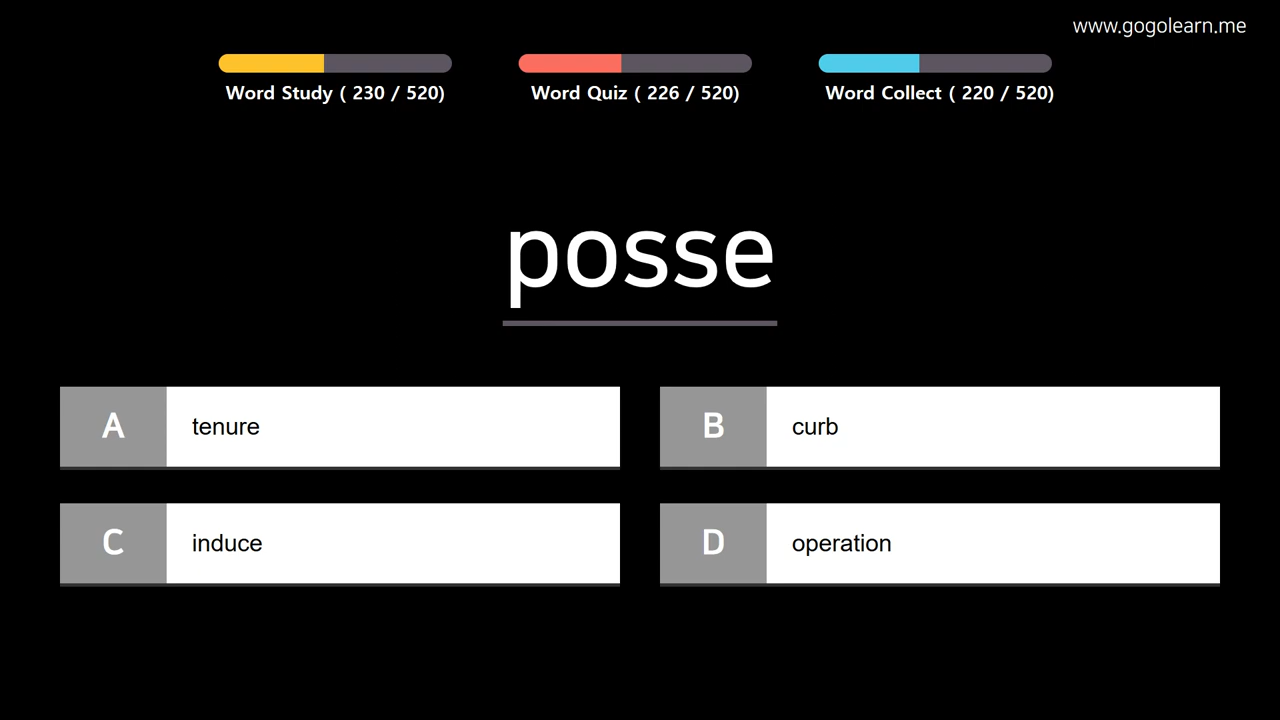 www.gogolearn.me
Word Study ( 230 / 520)
Word Quiz ( 226 / 520)
Word Collect ( 220 / 520)
posse
A tenure
B curb
C induce
D operation